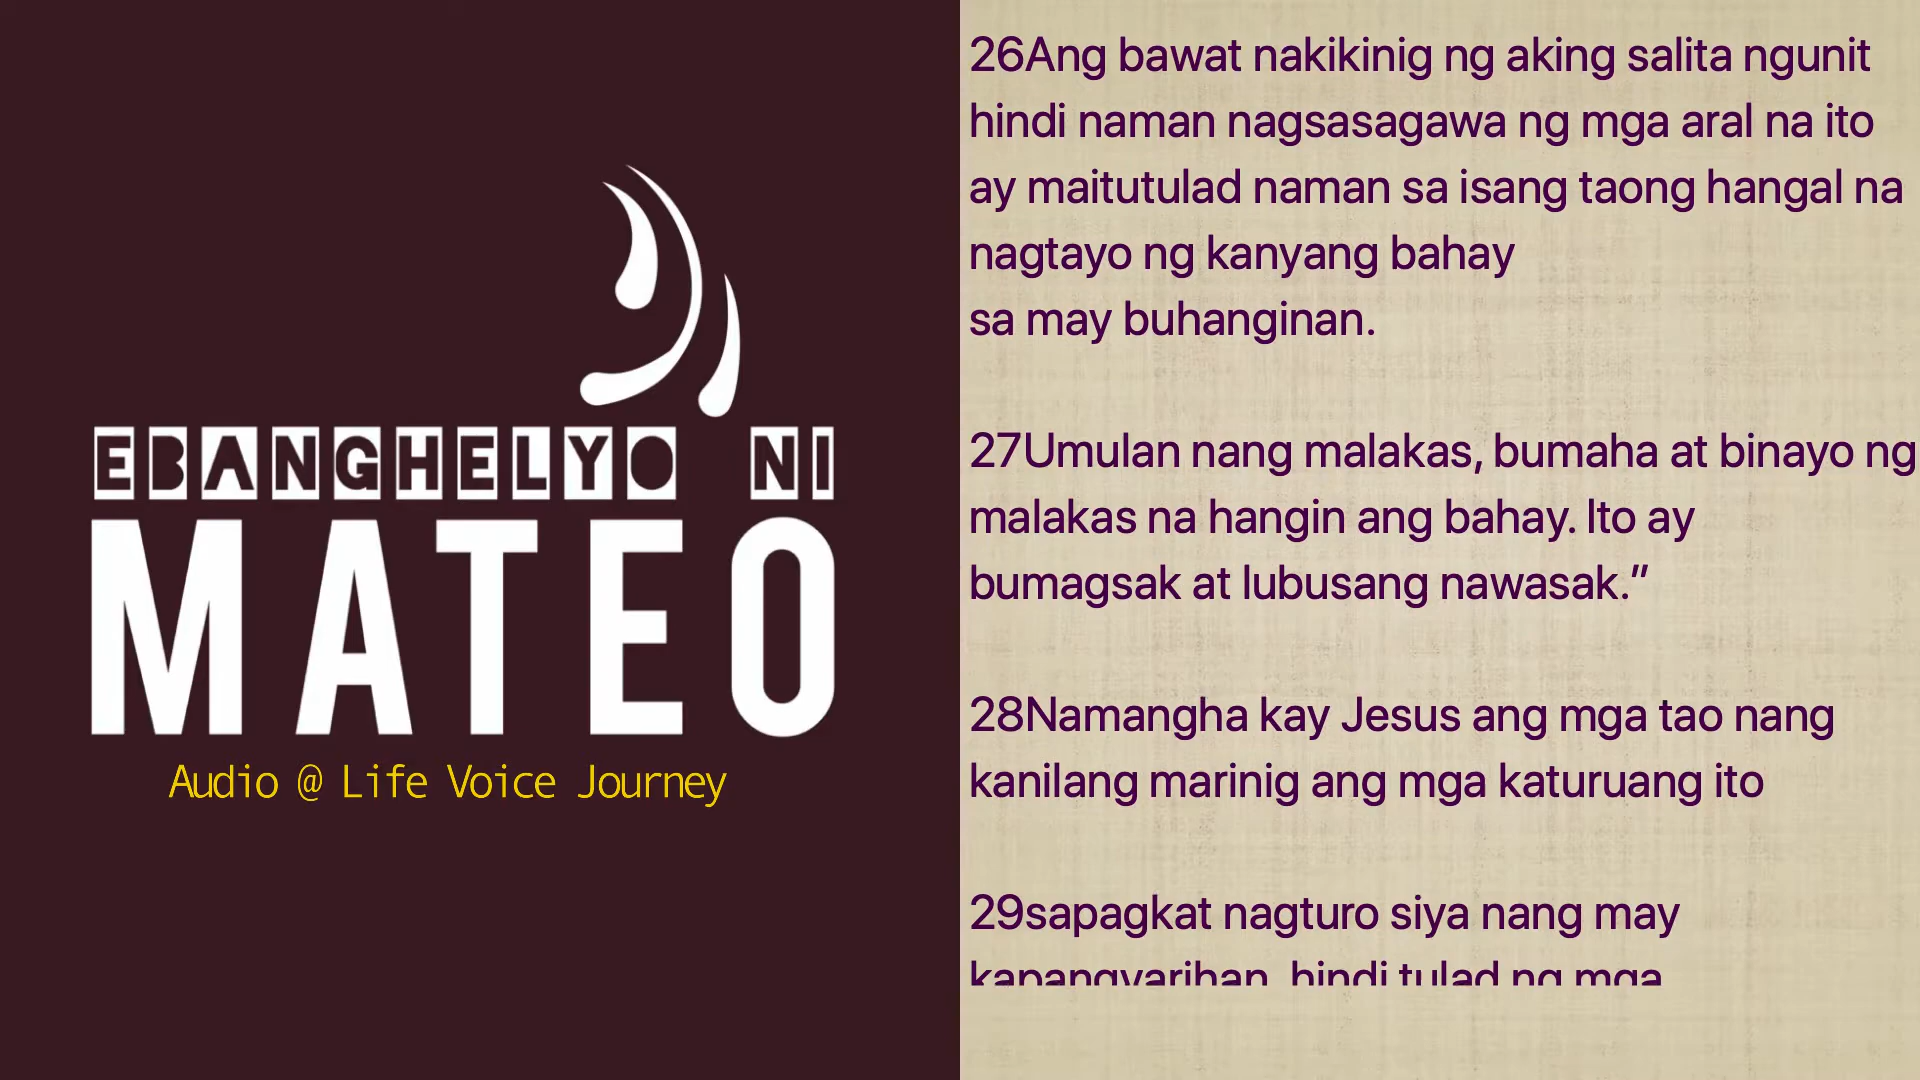 EBANGHELYO NI
MATEO
Audio @ Life Voice Journey
26Ang bawat nakikinig ng aking salita ngunit
hindi naman nagsasagawa ng mga aral na ito
ay maitutulad naman sa isang taong hangal na
nagtayo ng kanyang bahay
sa may buhanginan.
27Umulan nang malakas, bumaha at binayo ng
malakas na hangin ang bahay. Ito ay
bumagsak at lubusang nawasak.”
28Namangha kay Jesus ang mga tao nang
kanilang marinig ang mga katuruang ito
29sapagkat nagturo siya nang may
kapangyarihan, hindi tulad ng mga